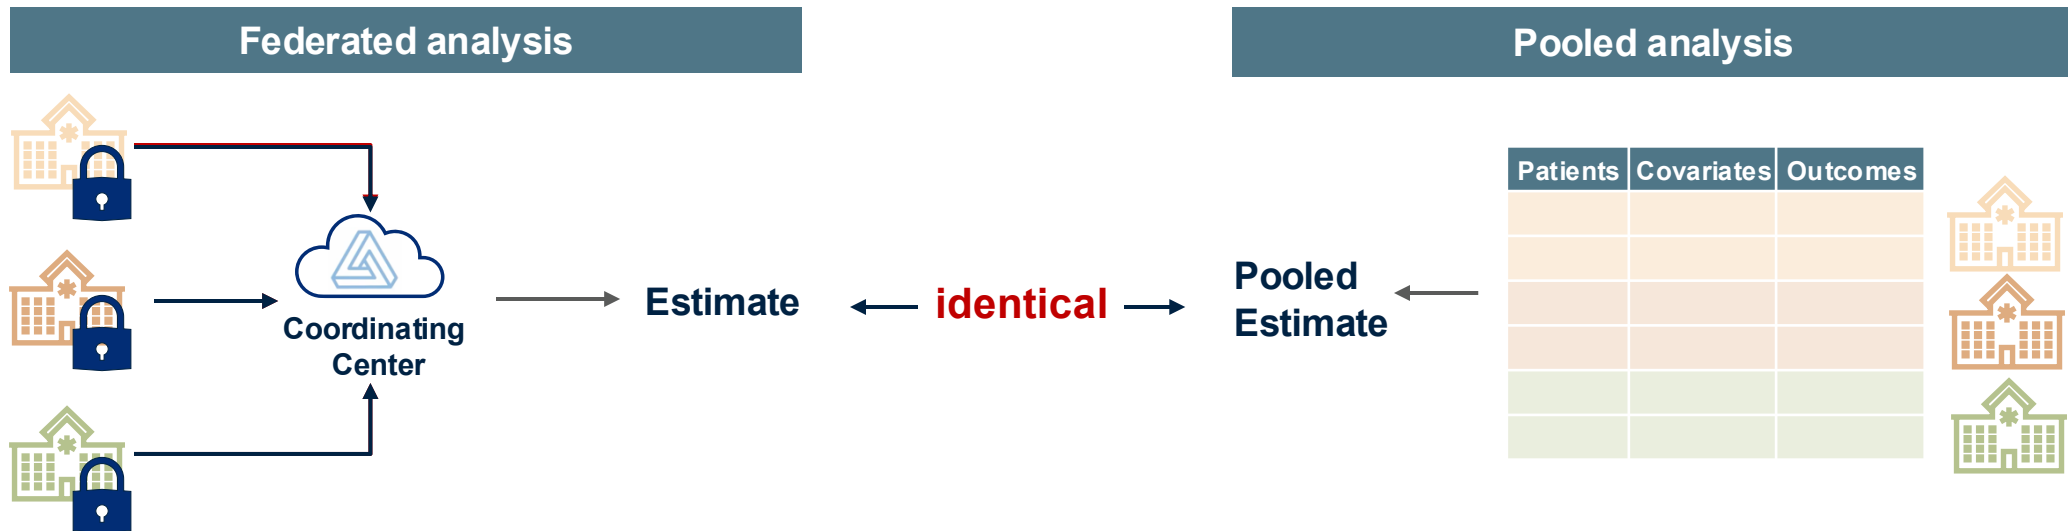 Federated analysis
Pooled analysis
Coordinating
Center
Estimate
identical
Pooled
Estimate
Patients Covariates Outcomes